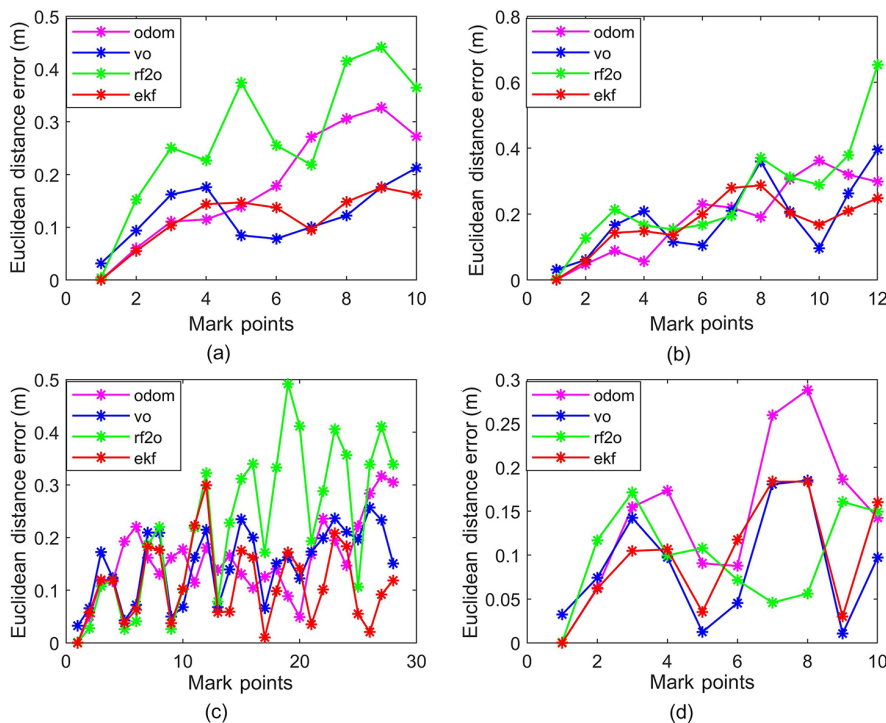 Euclidean distance error (m)
0.5
0.4
0.3
0.2
0.1
0
odom
vo
rf2o
ekf
0 2 4 6 8 10
Mark points
(a)
Euclidean distance error (m)
0.8
0.6
0.4
0.2
0
odom
vo
rf2o
ekf
0 2 4 6 8 10 12
Mark points
(b)
Euclidean distance error (m)
0.5
0.4
0.3
0.2
0.1
0
odom
vo
rf2o
ekf
0 10 20 30
Mark points
(c)
Euclidean distance error (m)
0.3
0.25
0.2
0.15
0.1
0.05
0
odom
vo
rf2o
ekf
0 2 4 6 8 10
Mark points
(d)